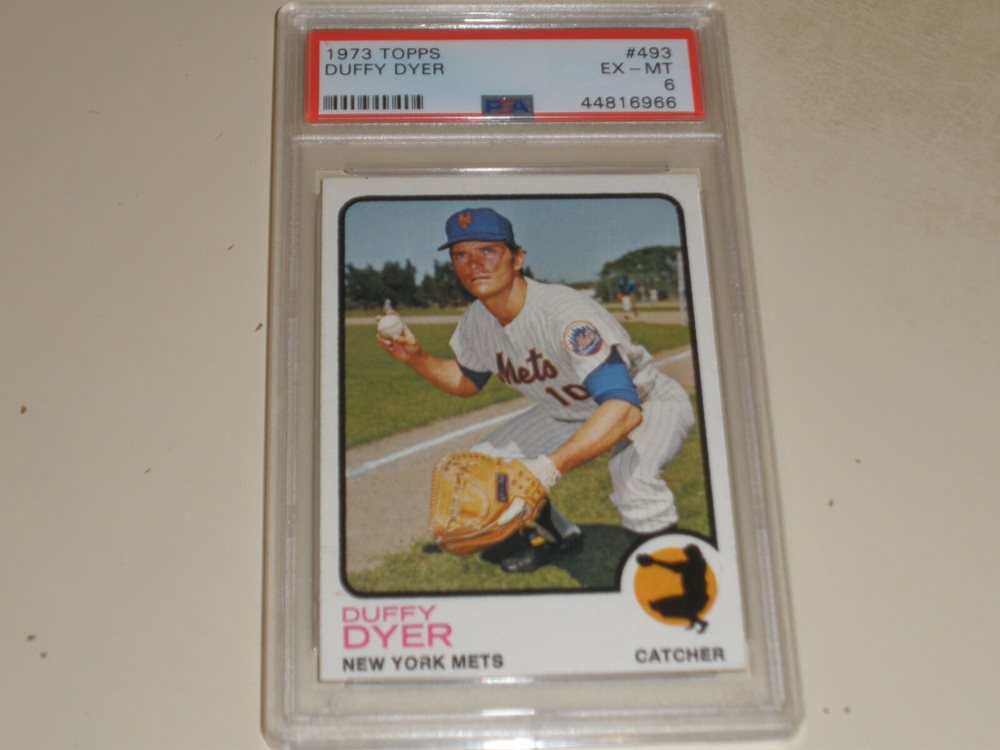 1973 TOPPS #493
DUFFY DYER EX - MT
6
PSA 44816966
Mets
10
DUFFY
DYER
NEW YORK METS CATCHER